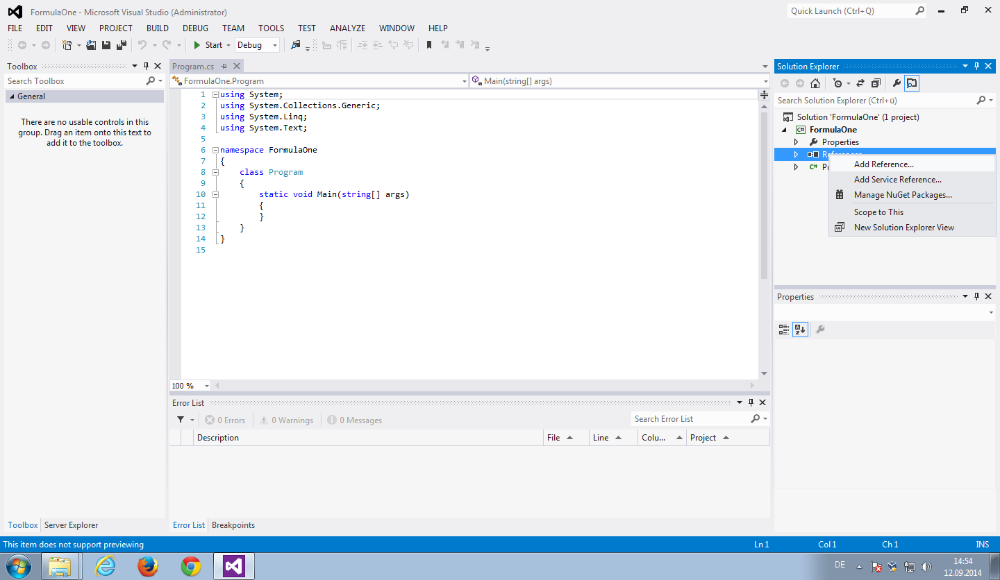 FormulaOne - Microsoft Visual Studio (Administrator)
Quick Launch (Ctrl+Q)
FILE EDIT VIEW PROJECT BUILD DEBUG TEAM TOOLS TEST ANALYZE WINDOW HELP
Start Debug
Toolbox
Search Toolbox
General
There are no usable controls in this
group. Drag an item onto this text to
add it to the toolbox.
Toolbox Server Explorer
Program.cs
FormulaOne.Program Main(string[] args)
1 using System;
2 using System.Collections.Generic;
3 using System.Linq;
4 using System.Text;
5
6 namespace FormulaOne
7 {
8 class Program
9 {
10 static void Main(string[] args)
11 {
12 }
13 }
14 }
15
100 %
Error List
0 Errors 0 Warnings 0 Messages
Search Error List
Description File Line Colu... Project
Error List Breakpoints
Solution Explorer
Search Solution Explorer (Ctrl+ü)
Solution 'FormulaOne' (1 project)
C# FormulaOne
Properties
C#
Add Reference...
Add Service Reference...
Manage NuGet Packages...
Scope to This
New Solution Explorer View
Properties
This item does not support previewing
Ln 1 Col 1 Ch 1 INS
DE
14:54
12.09.2014